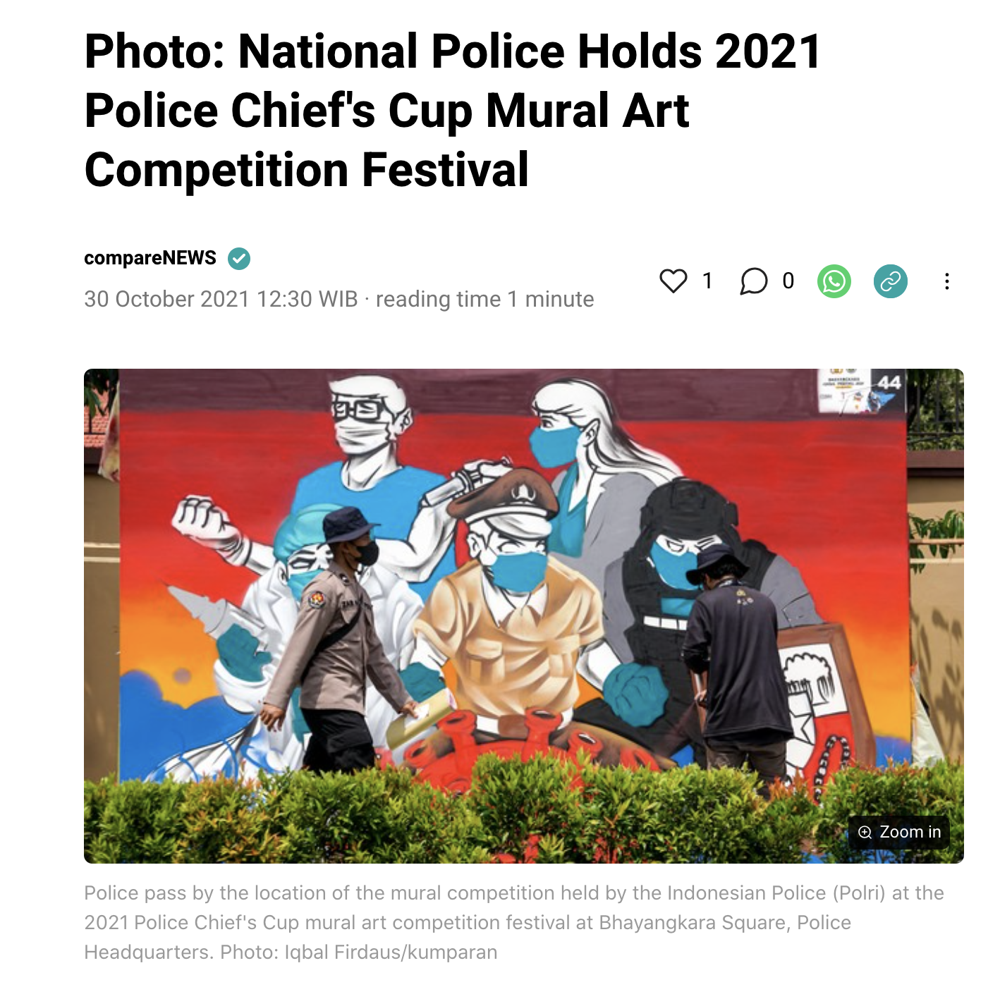 Photo: National Police Holds 2021
Police Chief's Cup Mural Art
Competition Festival
compareNEWS
30 October 2021 12:30 WIB · reading time 1 minute
1
0
44
Zoom in
Police pass by the location of the mural competition held by the Indonesian Police (Polri) at the
2021 Police Chief's Cup mural art competition festival at Bhayangkara Square, Police
Headquarters. Photo: Iqbal Firdaus/kumparan